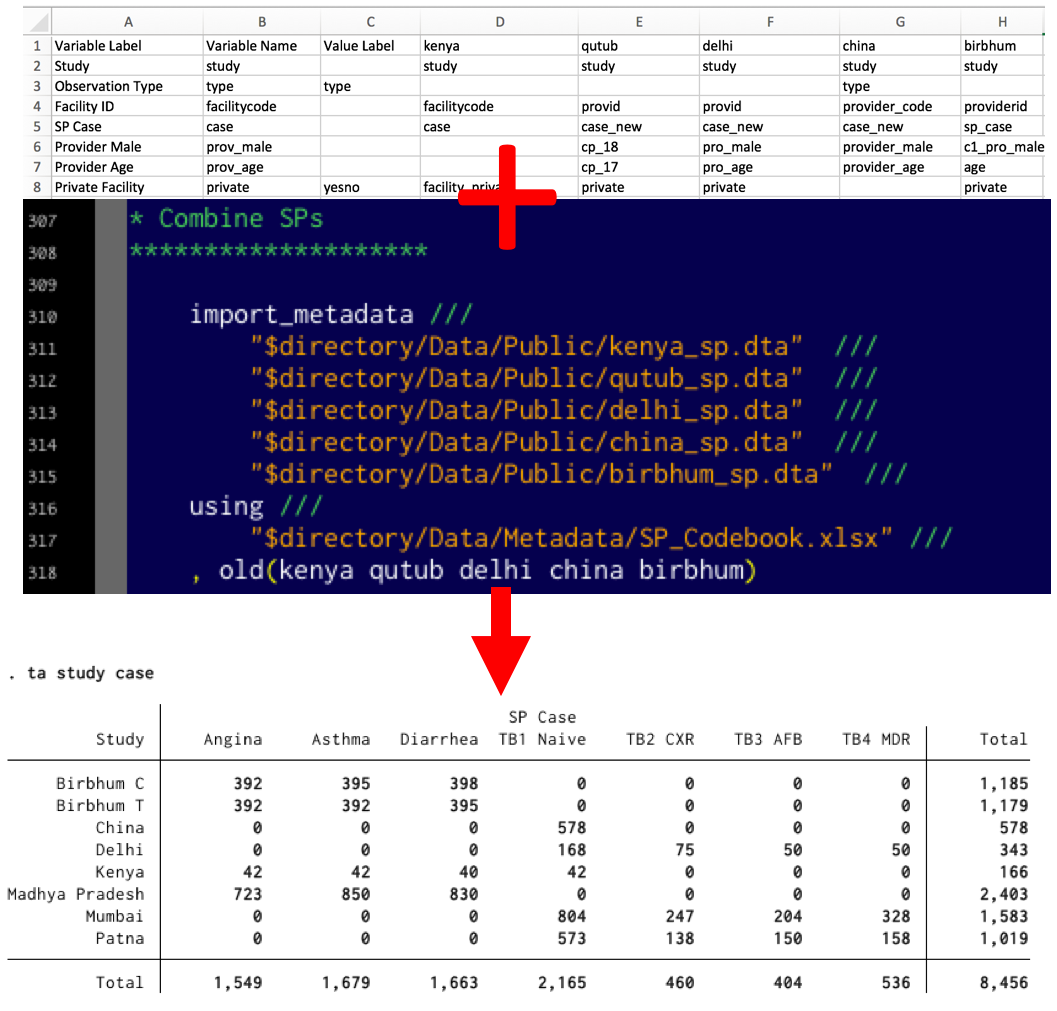 A B C D E F G H
1 Variable Label Variable Name Value Label kenya qutub delhi china birbhum
2 Study study study study study study study
3 Observation Type type type type
4 Facility ID facilitycode facilitycode provid provid provider_code providerid
5 SP Case case case case_new case_new case_new sp_case
6 Provider Male prov_male cp_18 pro_male provider_male c1_pro_male
7 Provider Age prov_age cp_17 pro_age provider_age age
8 Private Facility private yesno private private private
307 * Combine SPs
308 *********************
309
310 import_metadata ///
311 "$directory/Data/Public/kenya_sp.dta" ///
312 "$directory/Data/Public/qutub_sp.dta" ///
313 "$directory/Data/Public/delhi_sp.dta" ///
314 "$directory/Data/Public/china_sp.dta" ///
315 "$directory/Data/Public/birbhum_sp.dta" ///
316 using ///
317 "$directory/Data/Metadata/SP_Codebook.xlsx" ///
318 , old(kenya qutub delhi china birbhum)
. ta study case
SP Case
Study Angina Asthma Diarrhea TB1 Naive TB2 CXR TB3 AFB TB4 MDR Total
Birbhum C 392 395 398 0 0 0 0 1,185
Birbhum T 392 392 395 0 0 0 0 1,179
China 0 0 0 578 0 0 0 578
Delhi 0 0 0 168 75 50 50 343
Kenya 42 42 40 42 0 0 0 166
Madhya Pradesh 723 850 830 0 0 0 0 2,403
Mumbai 0 0 0 804 247 204 328 1,583
Patna 0 0 0 573 138 150 158 1,019
Total 1,549 1,679 1,663 2,165 460 404 536 8,456